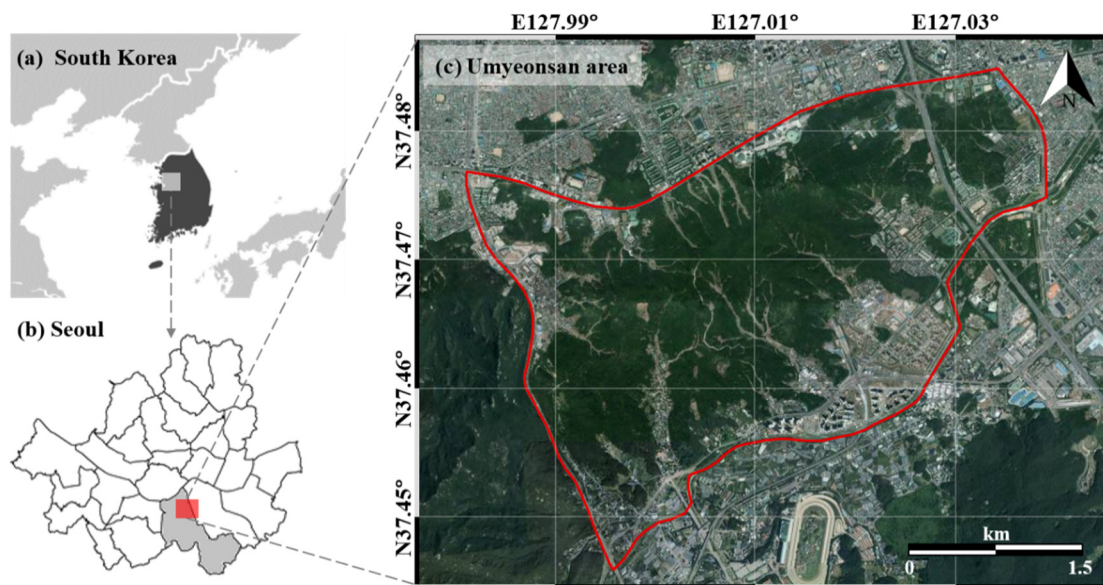 (a) South Korea
(b) Seoul
E127.99° E127.01° E127.03°
(c) Umyeonsan area
N
N37.48°
N37.47°
N37.46°
N37.45°
km
0 1.5